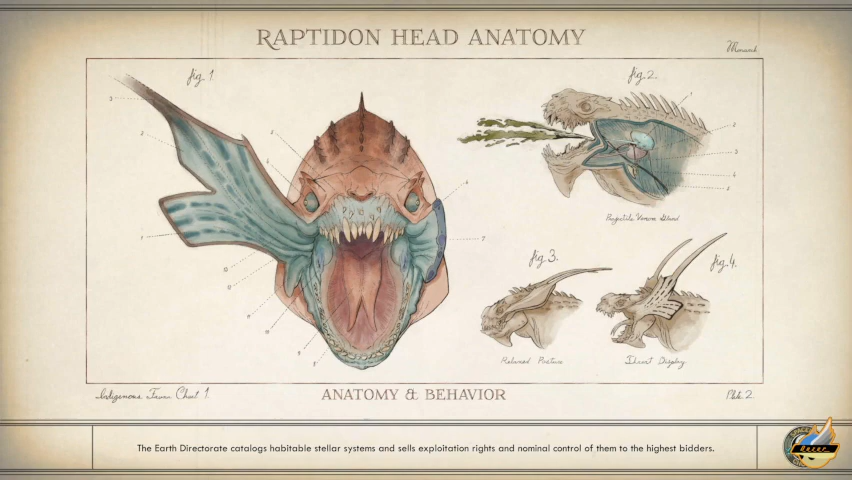 RAPTIDON HEAD ANATOMY
fig. 1.
fig. 2.
Projectile Venom Gland
fig. 3.
fig. 4.
Relaxed Posture
Threat Display
Indigenous Fauna Chart 1.
ANATOMY & BEHAVIOR
Plate. 2.
The Earth Directorate catalogs habitable stellar systems and sells exploitation rights and nominal control of them to the highest bidders.